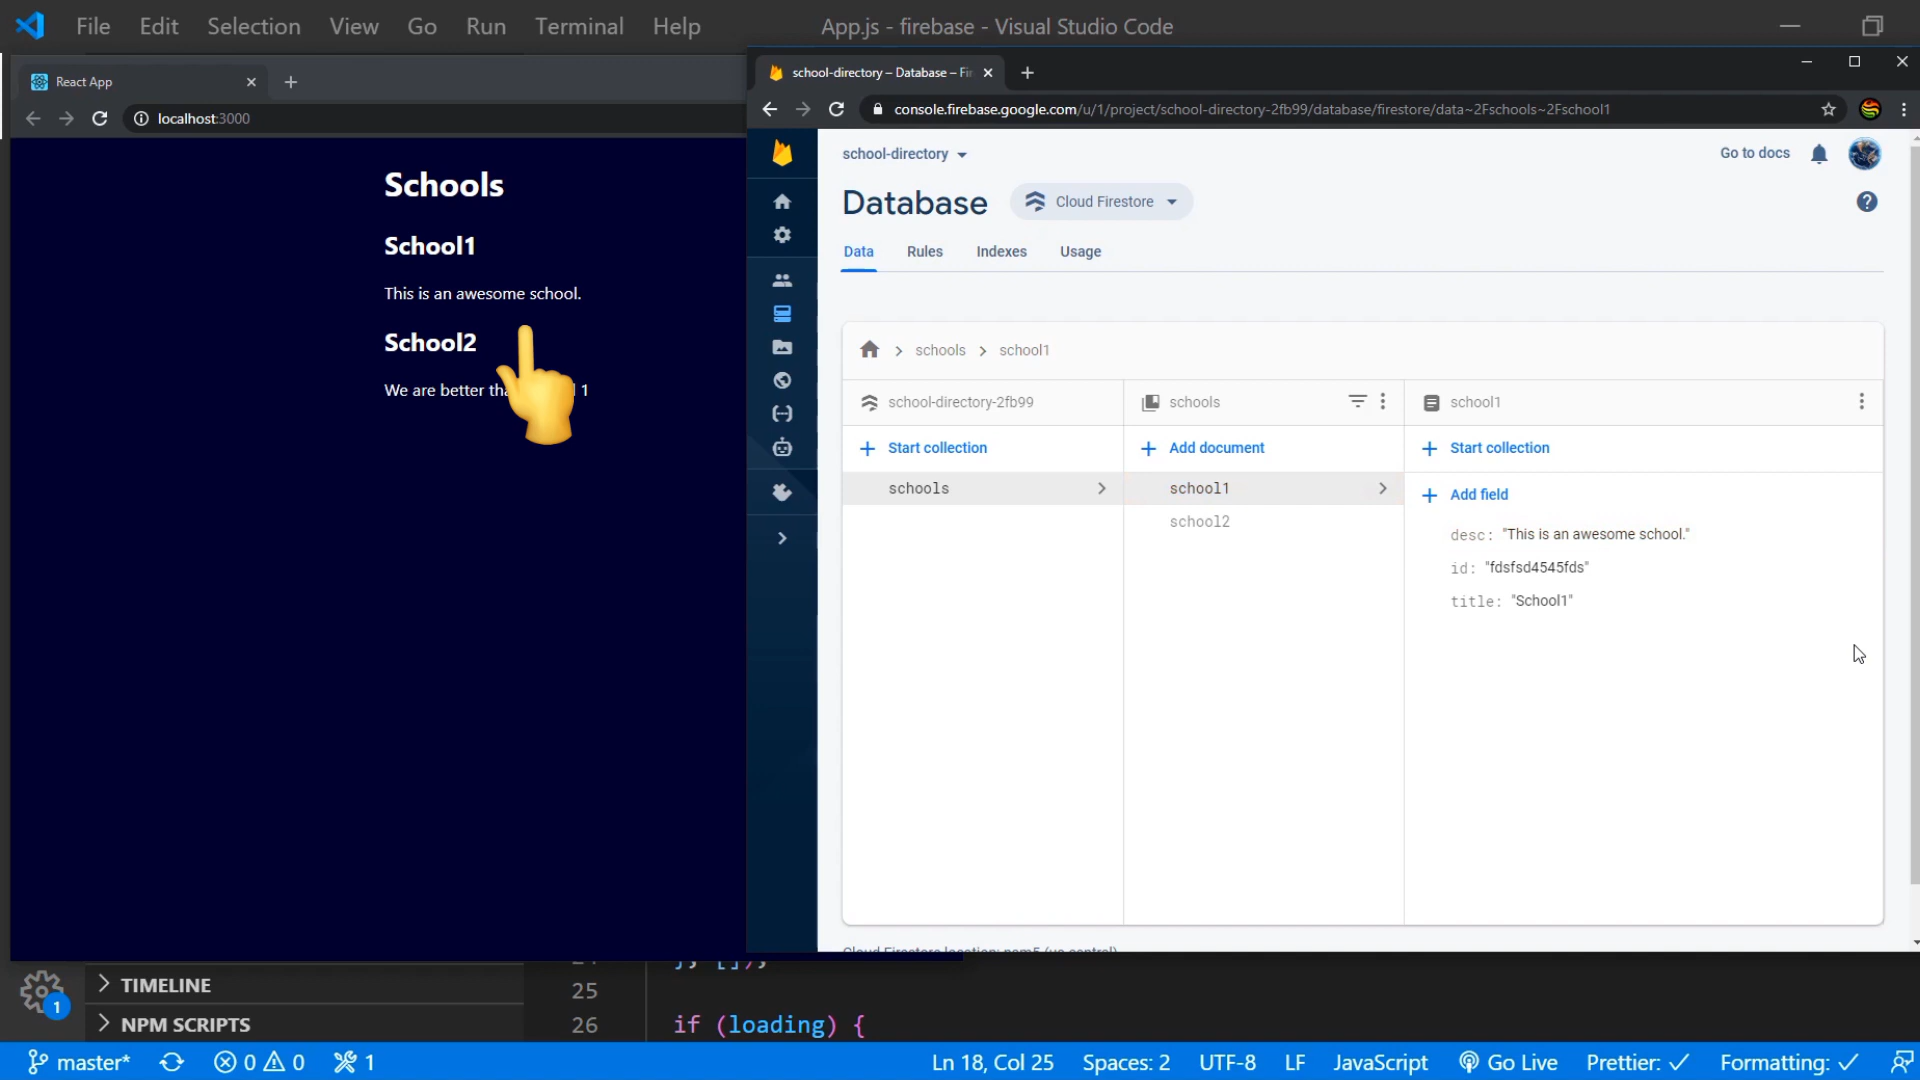 File Edit Selection View Go Run Terminal Help App.js - firebase - Visual Studio Code
React App
localhost:3000
Schools
School1
This is an awesome school.
School2
We are better 1
school-directory – Database – Fi
console.firebase.google.com/u/1/project/school-directory-2fb99/database/firestore/data~2Fschools~2Fschool1
school-directory
Go to docs
Database
Cloud Firestore
Data Rules Indexes Usage
schools > school1
school-directory-2fb99
schools
school1
Start collection
Add document
Start collection
schools
school1
school2
Add field
desc: "This is an awesome school."
id: "fdsfsd4545fds"
title: "School1"
TIMELINE
NPM SCRIPTS
25
26 if (loading) {
1
master* 0 0 1 Ln 18, Col 25 Spaces: 2 UTF-8 LF JavaScript Go Live Prettier: ✓ Formatting: ✓